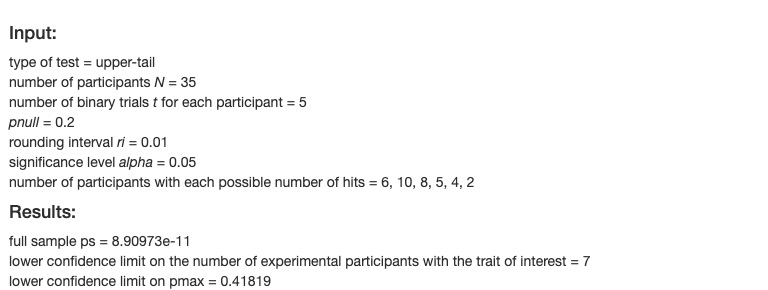 Input:
type of test = upper-tail
number of participants N = 35
number of binary trials t for each participant = 5
pnull = 0.2
rounding interval ri = 0.01
significance level alpha = 0.05
number of participants with each possible number of hits = 6, 10, 8, 5, 4, 2
Results:
full sample ps = 8.90973e-11
lower confidence limit on the number of experimental participants with the trait of interest = 7
lower confidence limit on pmax = 0.41819